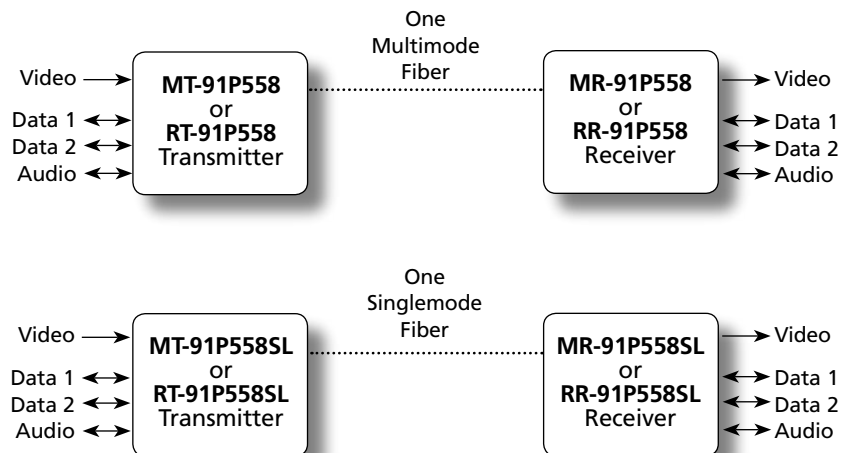 One
Multimode
Fiber
Video
Data 1
Data 2
Audio
MT-91P558
or
RT-91P558
Transmitter
MR-91P558
or
RR-91P558
Receiver
Video
Data 1
Data 2
Audio
One
Singlemode
Fiber
Video
Data 1
Data 2
Audio
MT-91P558SL
or
RT-91P558SL
Transmitter
MR-91P558SL
or
RR-91P558SL
Receiver
Video
Data 1
Data 2
Audio